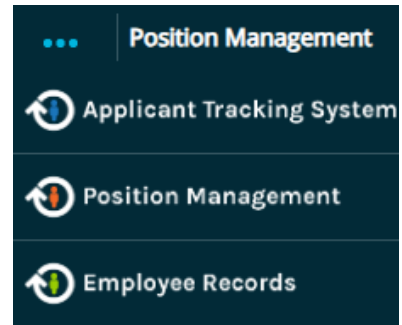 Position Management
Applicant Tracking System
Position Management
Employee Records